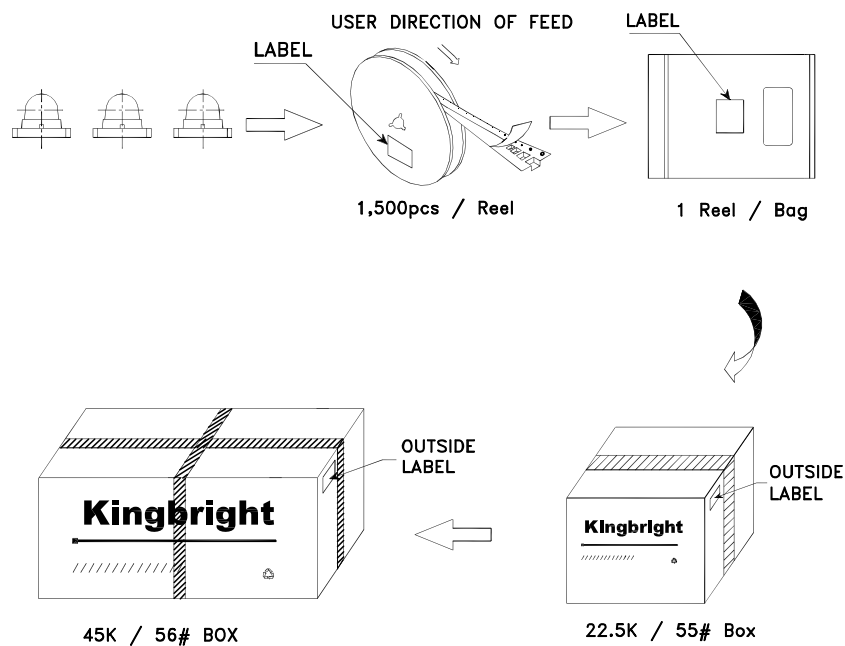 USER DIRECTION OF FEED
LABEL
LABEL
1,500pcs / Reel
1 Reel / Bag
OUTSIDE
LABEL
OUTSIDE
LABEL
Kingbright
Kingbright
45K / 56# BOX
22.5K / 55# Box